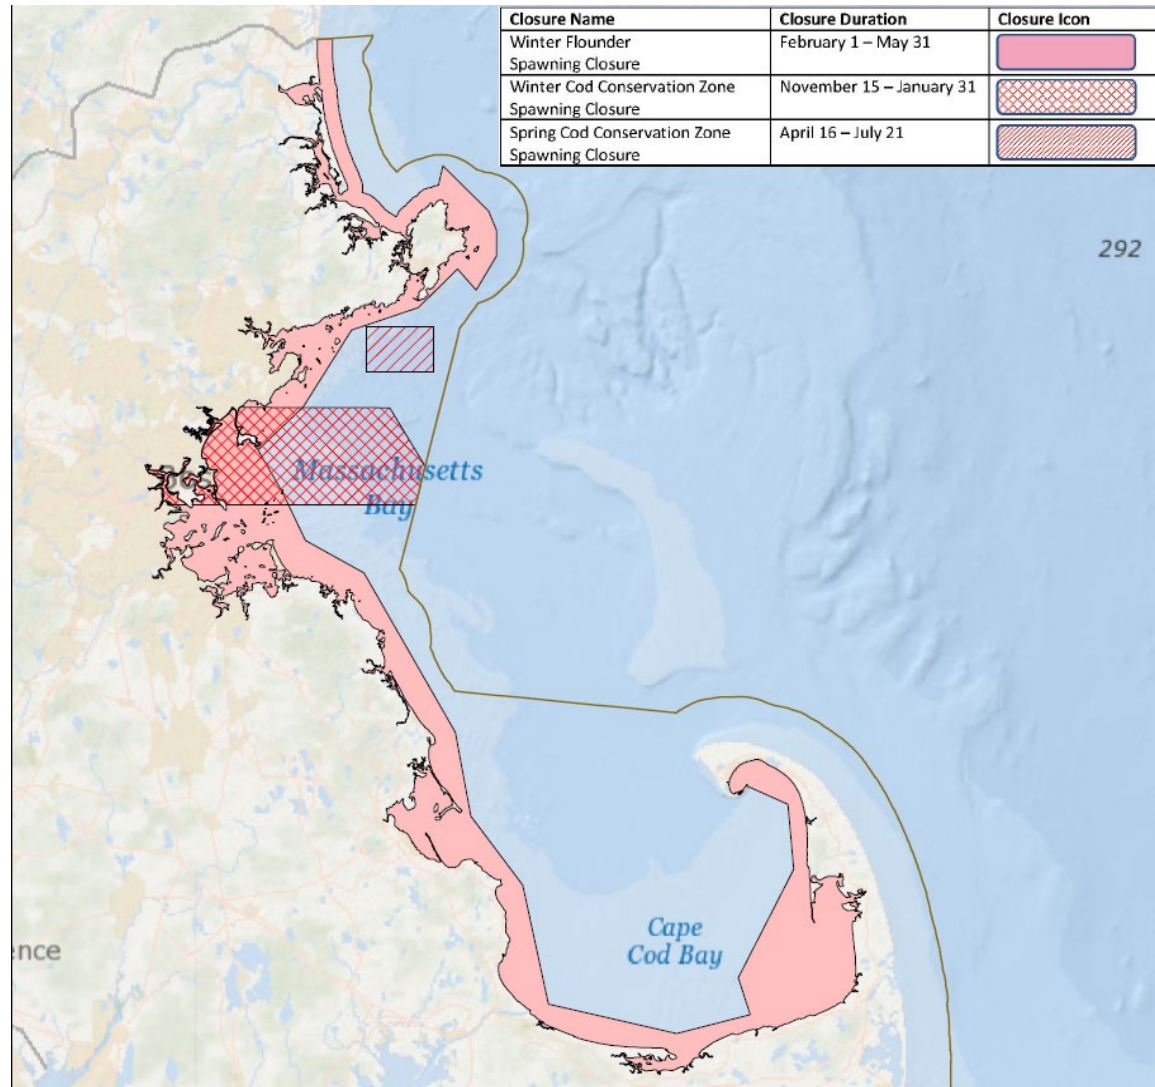 Closure Name Closure Duration Closure Icon
Winter Flounder February 1 – May 31
Spawning Closure
Winter Cod Conservation Zone November 15 – January 31
Spawning Closure
Spring Cod Conservation Zone April 16 – July 21
Spawning Closure
292
Massachusetts
Bay
Cape
Cod Bay
ence